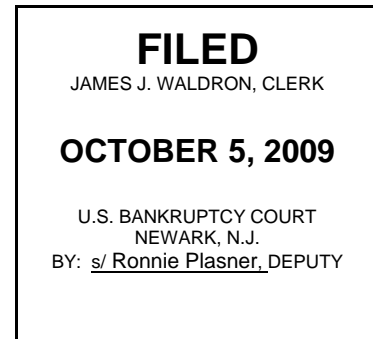 FILED
JAMES J. WALDRON, CLERK
OCTOBER 5, 2009
U.S. BANKRUPTCY COURT
NEWARK, N.J.
BY: s/ Ronnie Plasner, DEPUTY